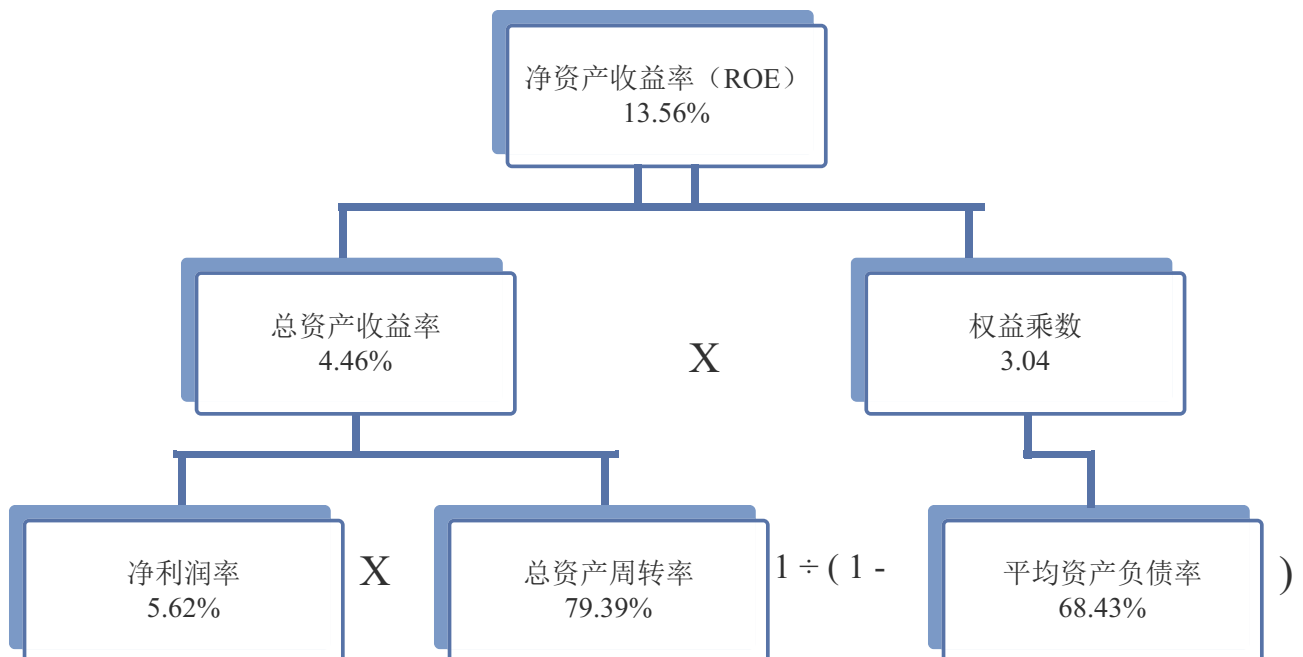 净资产收益率（ROE）
13.56%
总资产收益率
4.46%
X
权益乘数
3.04
净利润率
5.62%
X
总资产周转率
79.39%
1 ÷ ( 1 -
平均资产负债率
68.43%
)